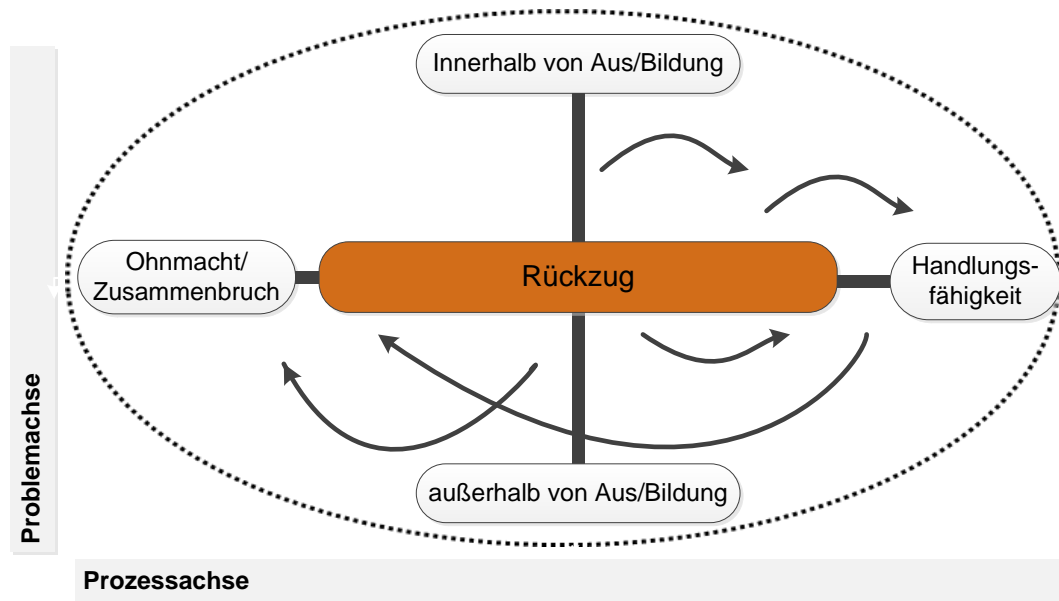 Innerhalb von Aus/Bildung
Ohnmacht/
Zusammenbruch
Rückzug
Handlungs-
fähigkeit
außerhalb von Aus/Bildung
Problemachse
Prozessachse